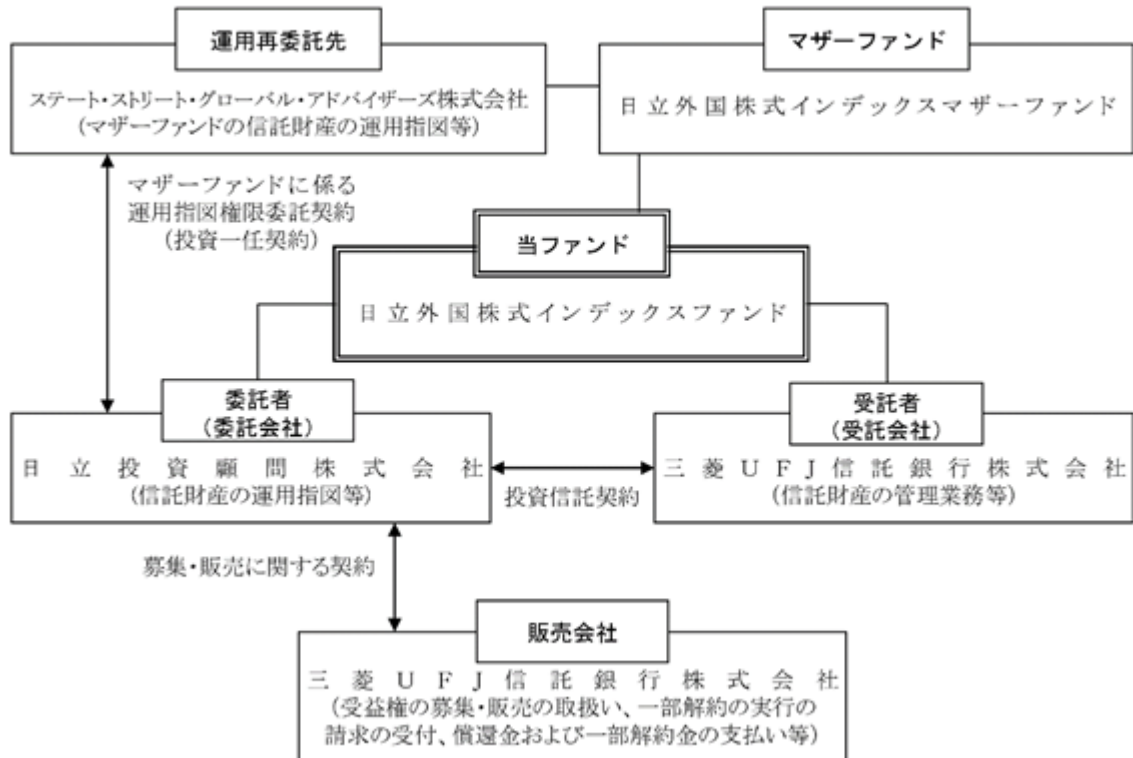 運用再委託先
ステート・ストリート・グローバル・アドバイザーズ株式会社
(マザーファンドの信託財産の運用指図等)
マザーファンド
日立外国株式インデックスマザーファンド
マザーファンドに係る
運用指図権限委託契約
(投資一任契約)
当ファンド
日立外国株式インデックスファンド
委託者
(委託会社)
日立投資顧問株式会社
(信託財産の運用指図等)
投資信託契約
受託者
(受託会社)
三菱UFJ信託銀行株式会社
(信託財産の管理業務等)
募集・販売に関する契約
販売会社
三菱UFJ信託銀行株式会社
(受益権の募集・販売の取扱い、一部解約の実行の
請求の受付、償還金および一部解約金の支払い等)